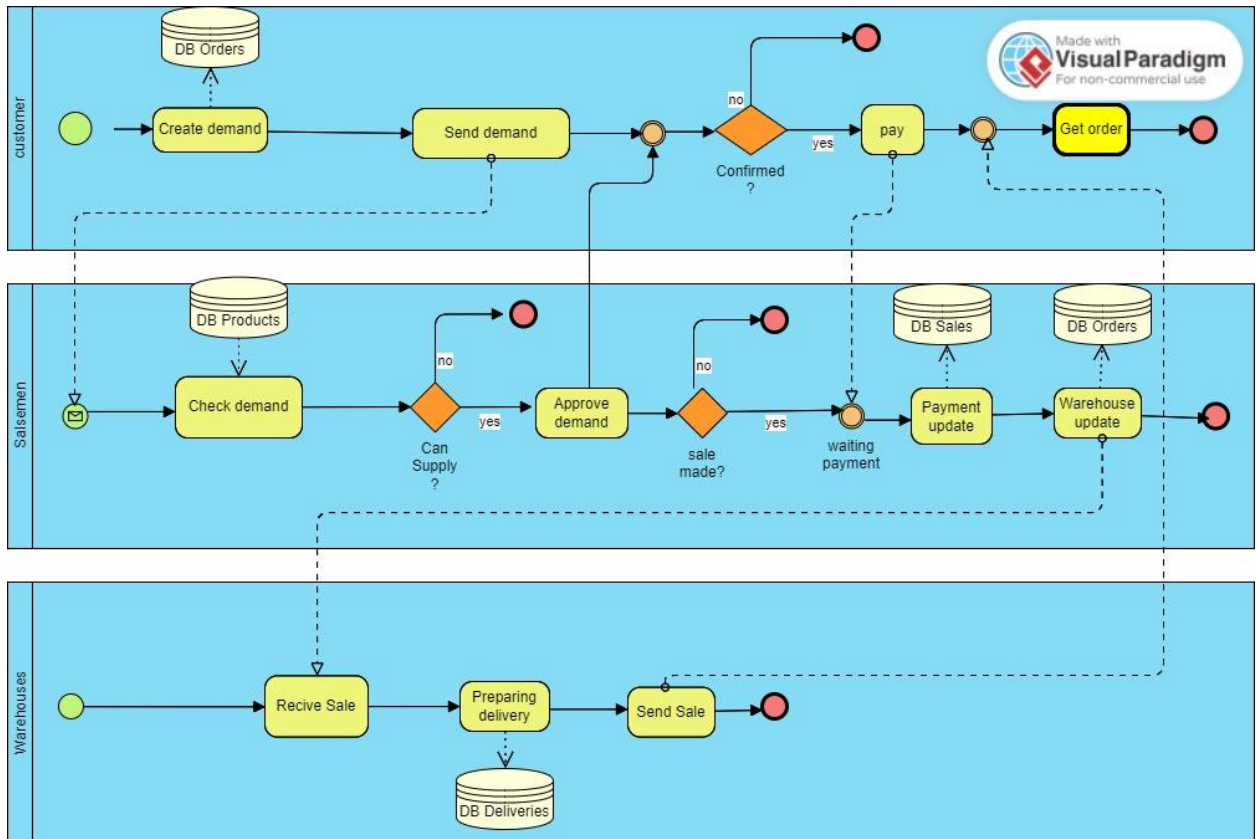 customer
DB Orders
Made with
Visual Paradigm
For non-commercial use
no
Create demand
Send demand
yes
pay
Get order
Confirmed
?
Salsemen
DB Products
DB Sales
DB Orders
no
no
Check demand
yes
Approve
demand
yes
Payment
update
Warehouse
update
Can
Supply
?
sale
made?
waiting
payment
Warehouses
Recive Sale
Preparing
delivery
Send Sale
DB Deliveries